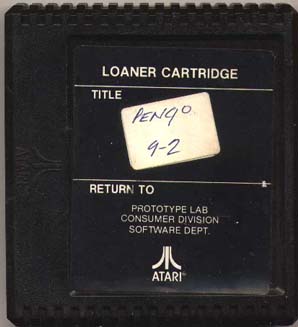 LOANER CARTRIDGE
TITLE
PENGO
9-2
RETURN TO
PROTOTYPE LAB
CONSUMER DIVISION
SOFTWARE DEPT.
ATARI